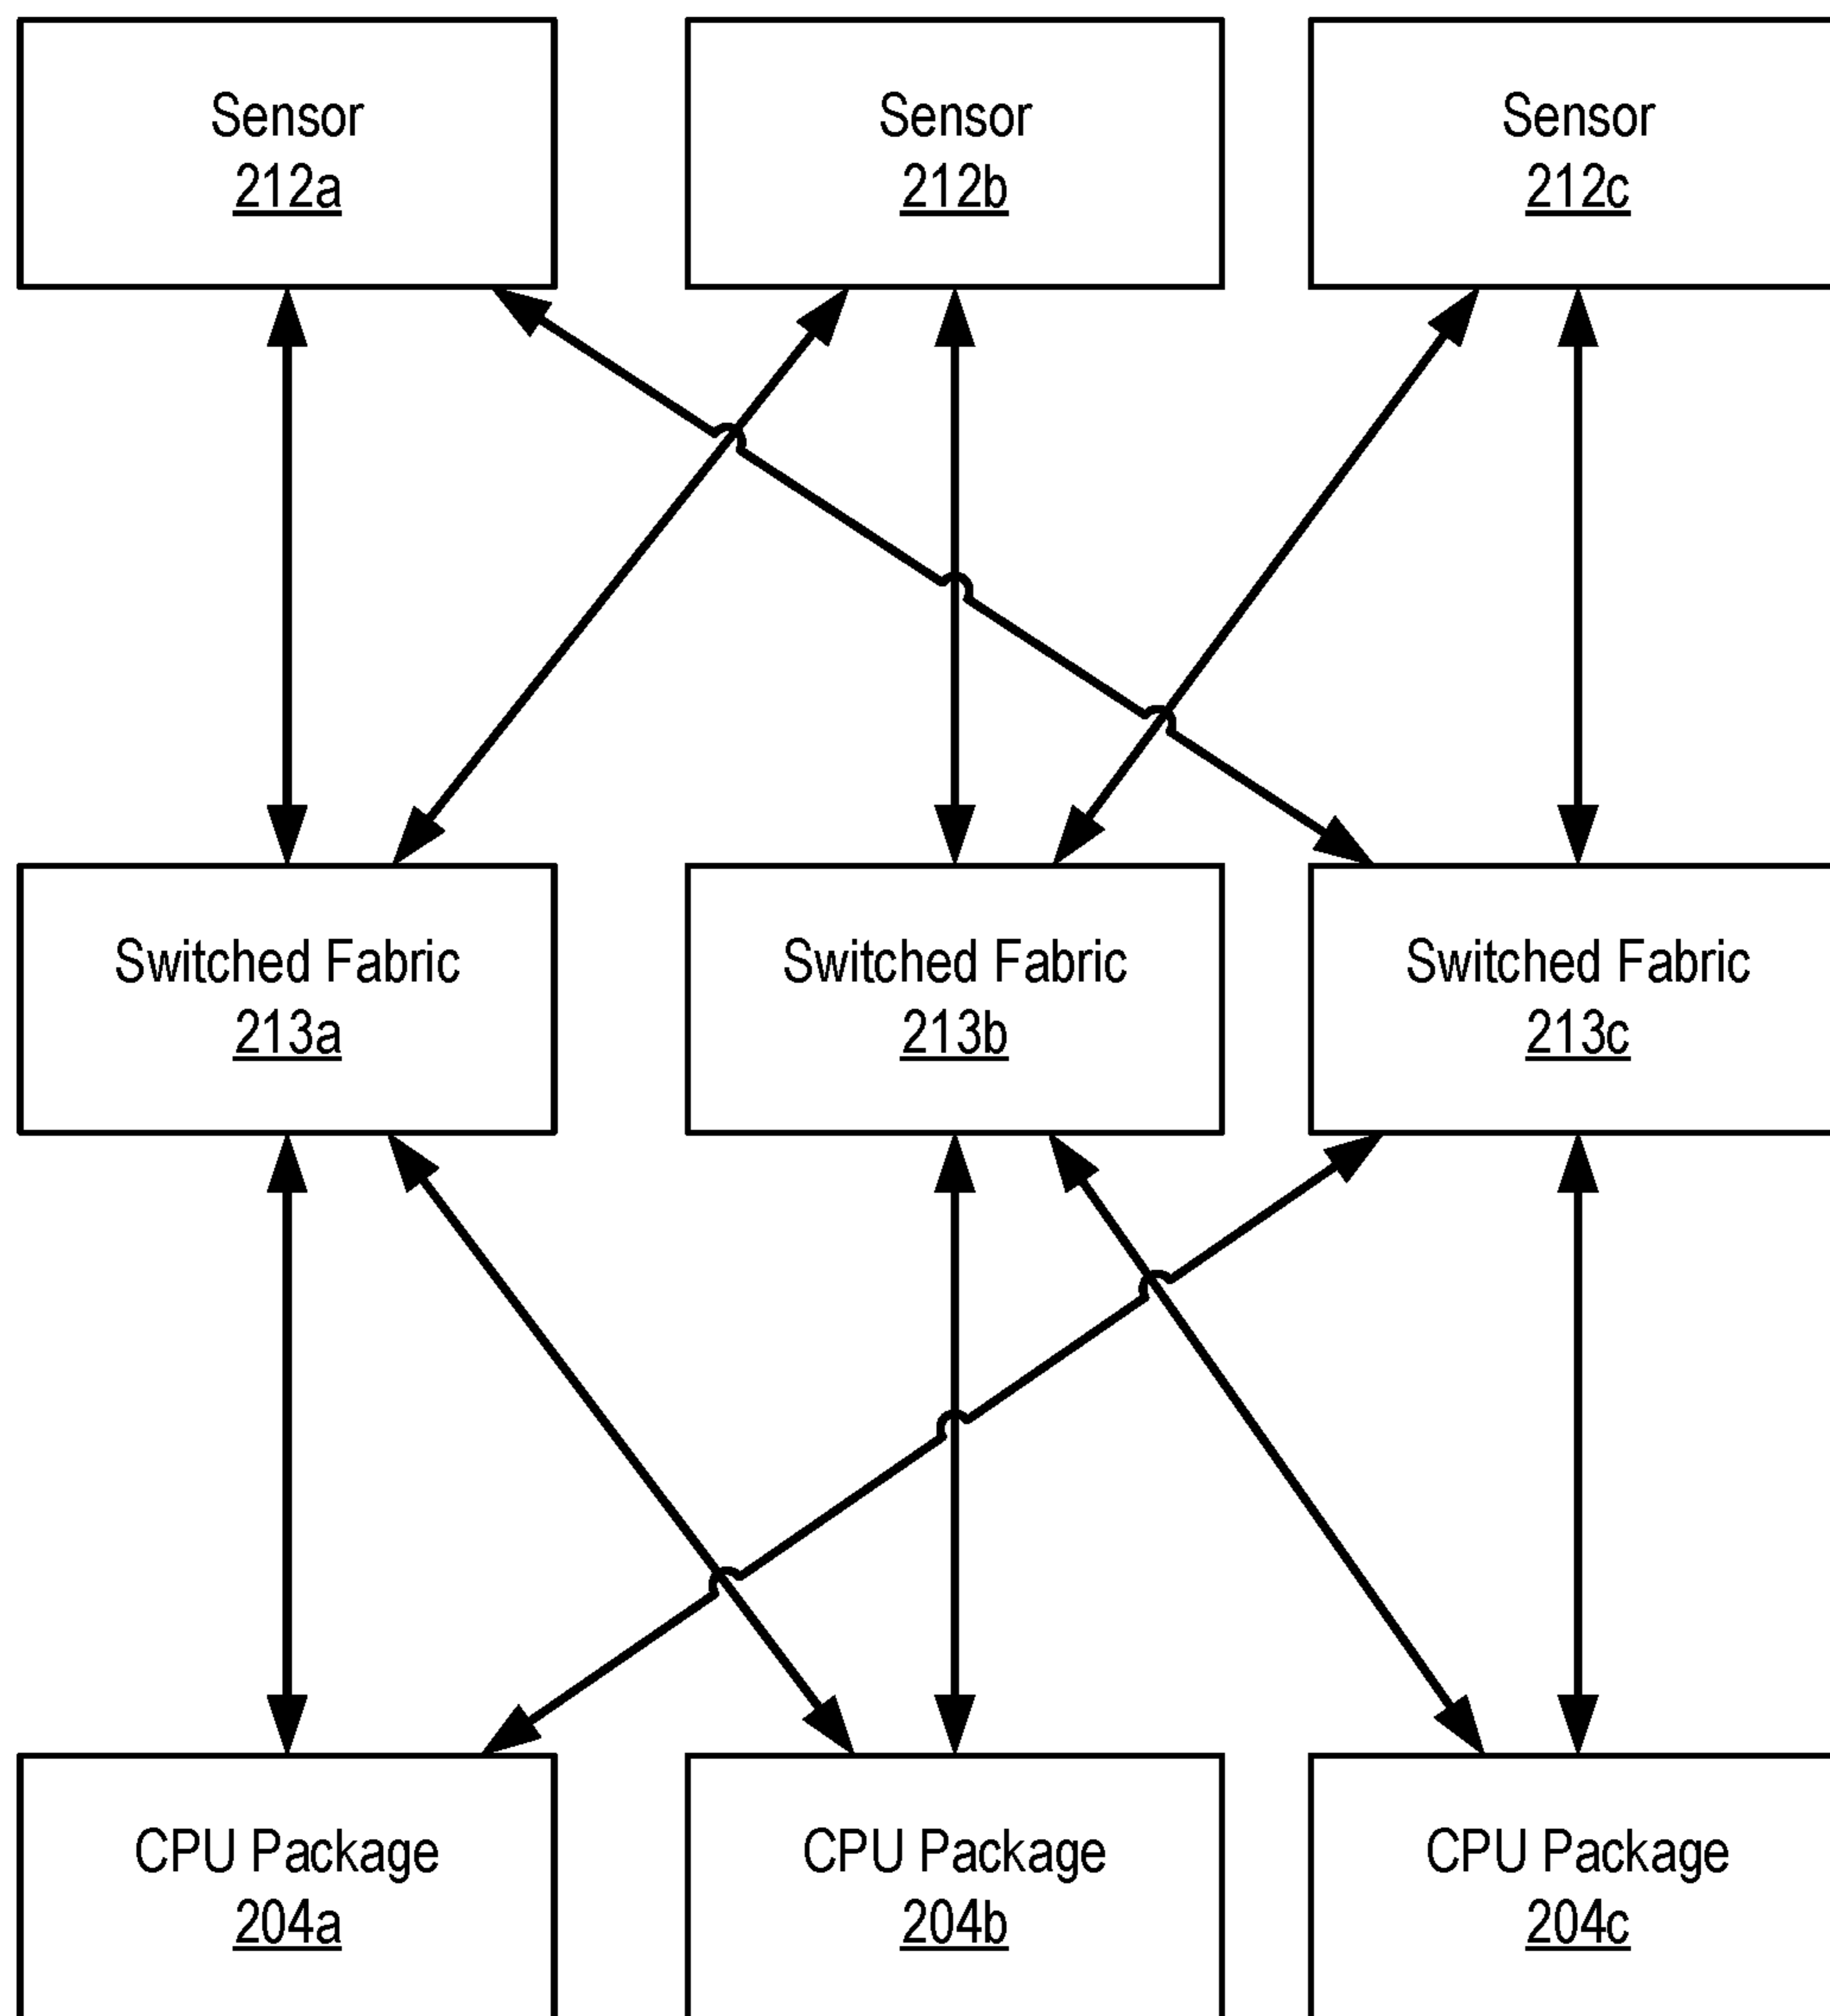 Sensor
212a
Sensor
212b
Sensor
212c
Switched Fabric
213a
Switched Fabric
213b
Switched Fabric
213c
CPU Package
204a
CPU Package
204b
CPU Package
204c